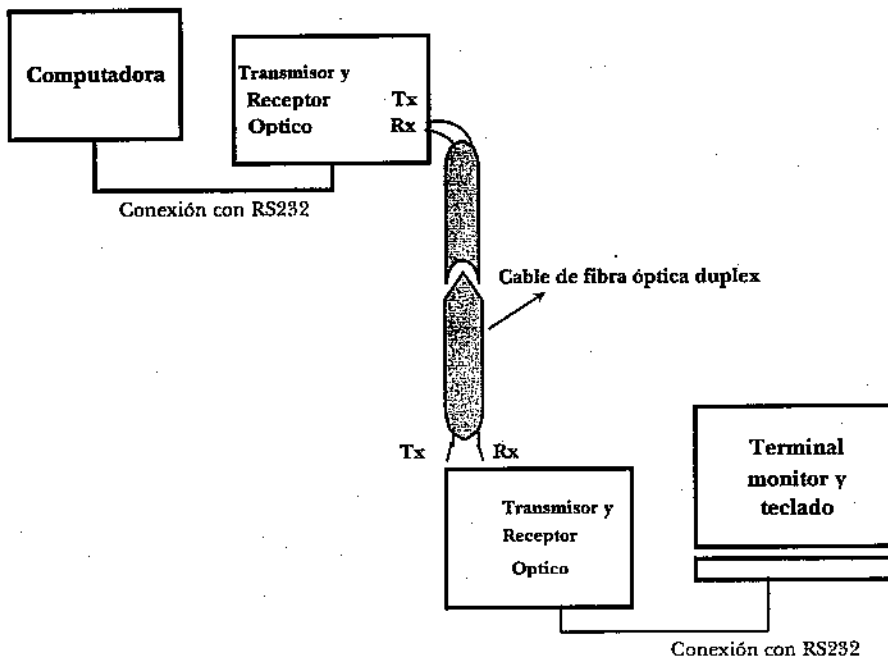 Computadora
Transmisor y
Receptor
Optico
Tx
Rx
Conexión con RS232
Cable de fibra óptica duplex
Tx
Rx
Transmisor y
Receptor
Optico
Terminal
monitor y
teclado
Conexión con RS232